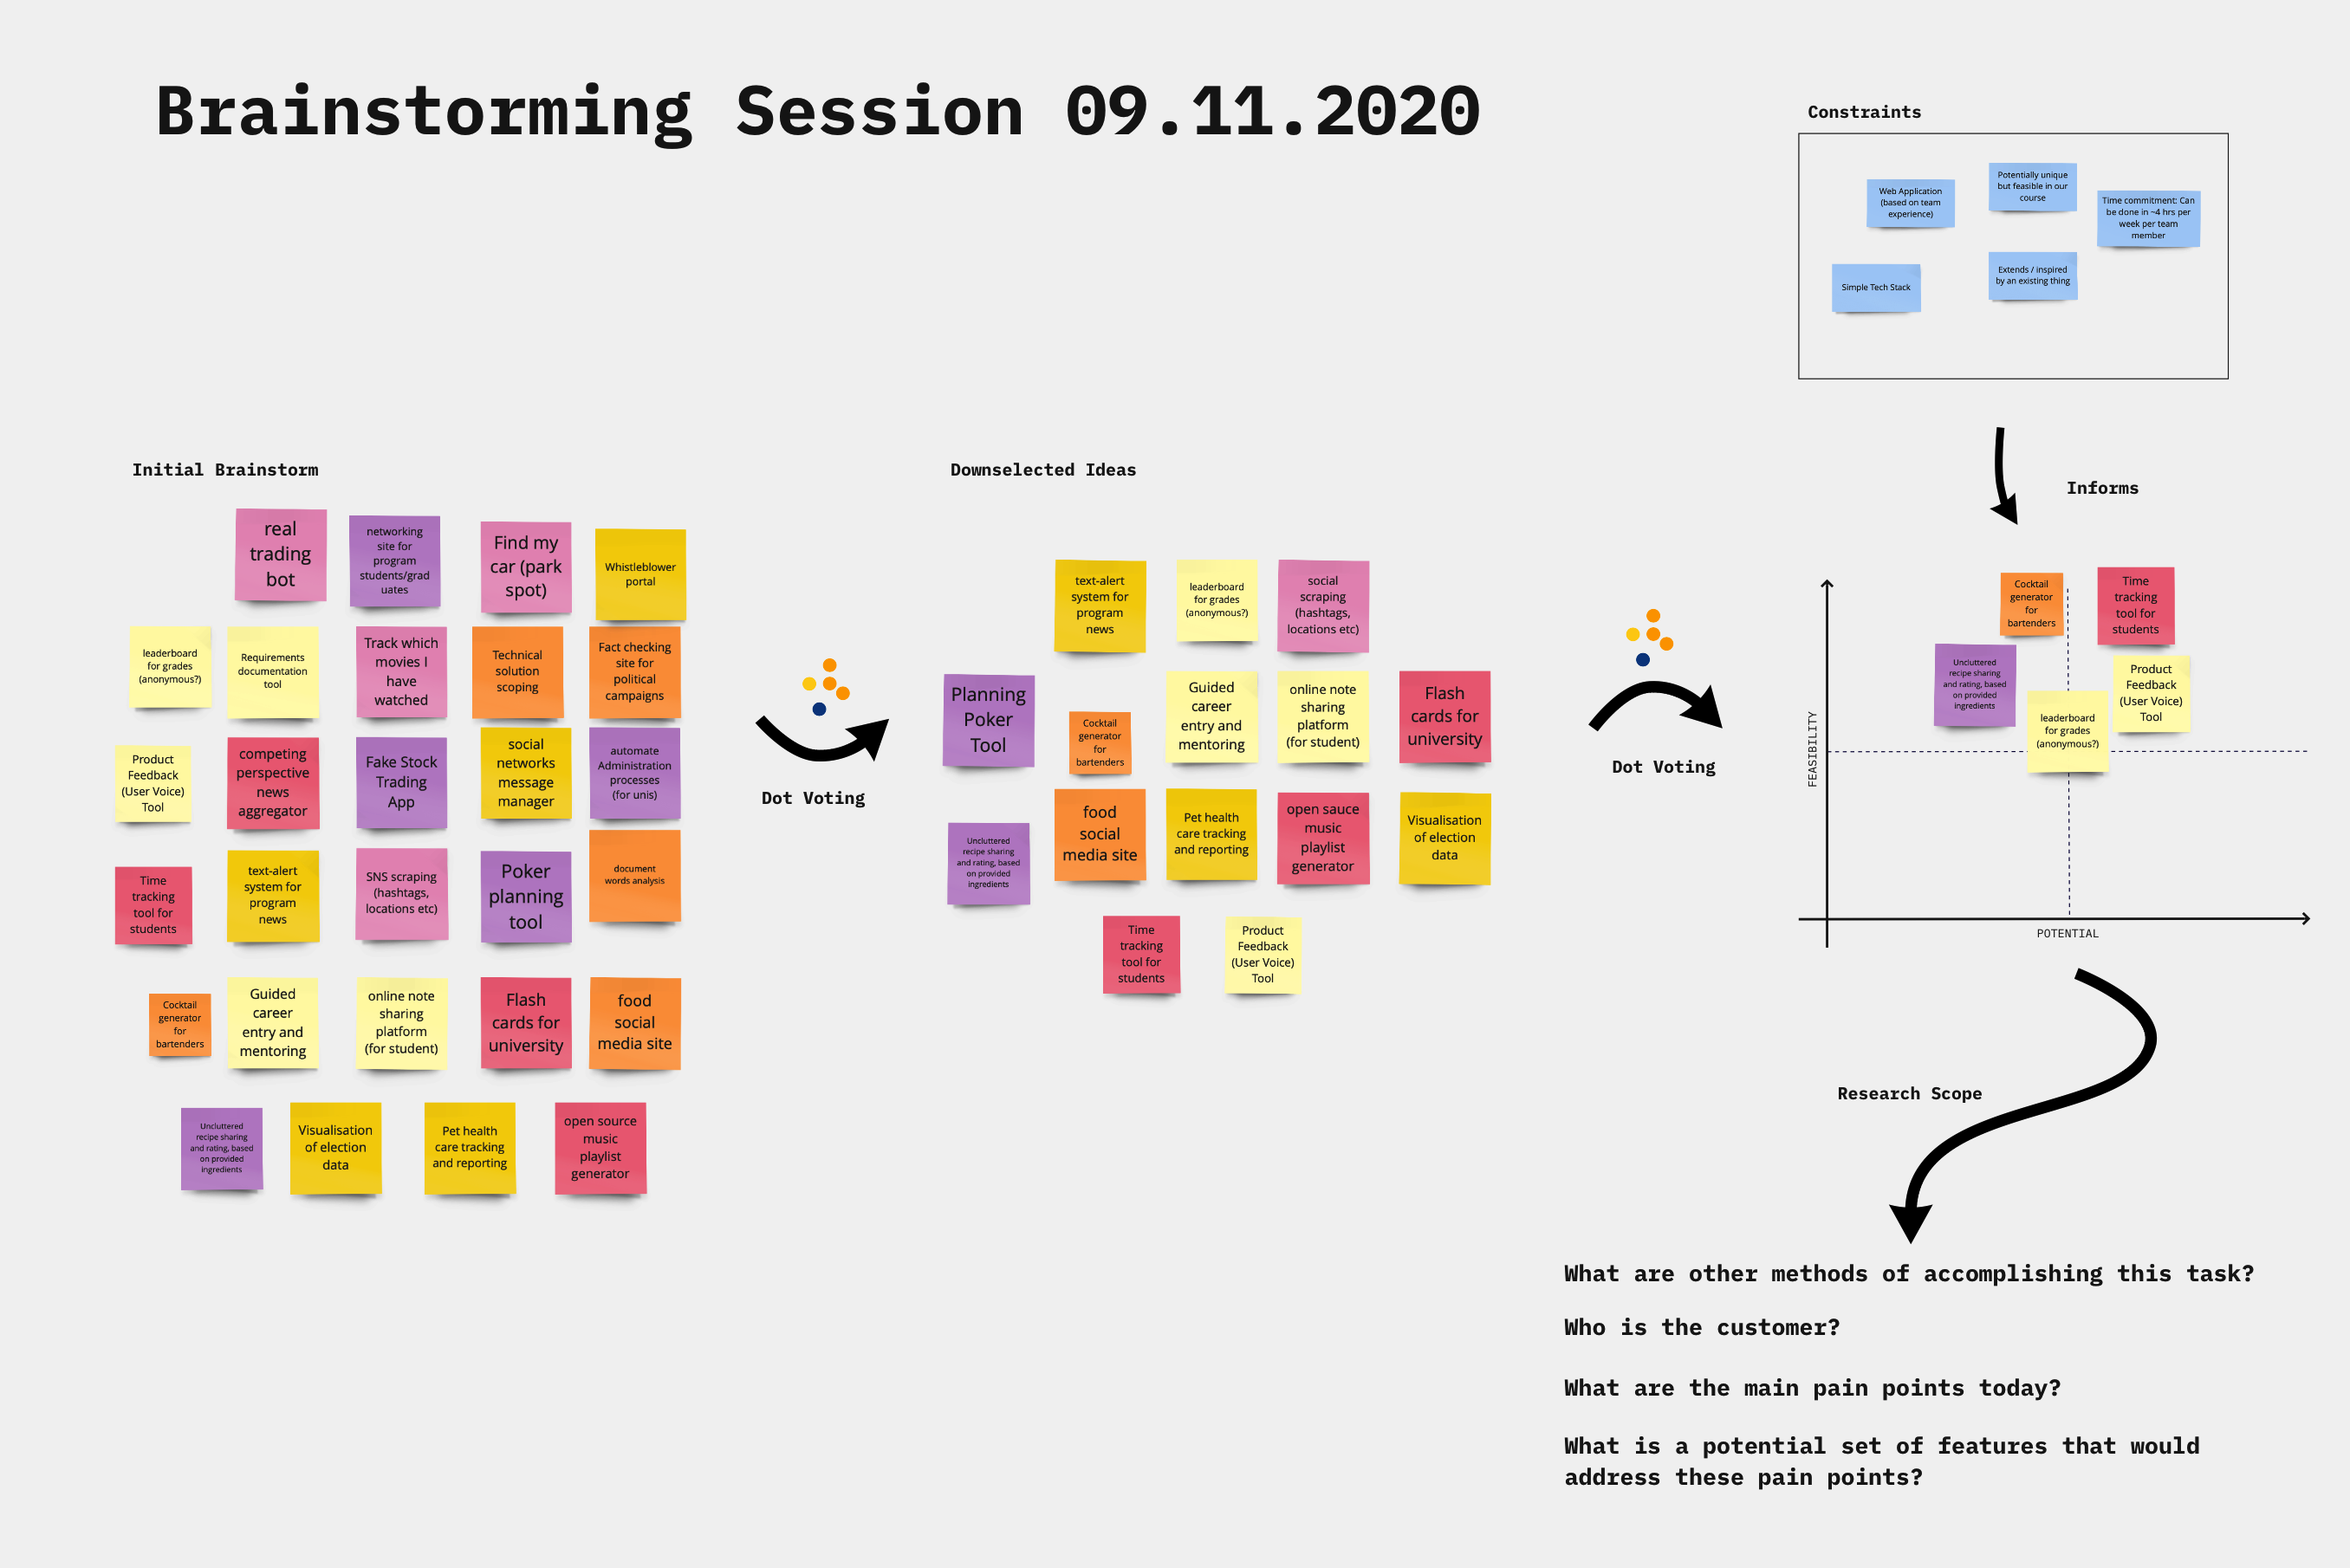 Brainstorming Session 09.11.2020
Constraints
Web Application
(based on team
experience)
Potentially unique
but feasible in our
course
Time commitment: Can
be done in ~4 hrs per
week per team
member
Simple Tech Stack
Extends / inspired
by an existing thing
Initial Brainstorm
real
trading
bot
networking
site for
program
students/grad
uates
Find my
car (park
spot)
Whistleblower
portal
leaderboard
for grades
(anonymous?)
Requirements
documentation
tool
Track which
movies I
have
watched
Technical
solution
scoping
Fact checking
site for
political
campaigns
Product
Feedback
(User Voice)
Tool
competing
perspective
news
aggregator
Fake Stock
Trading
App
social
networks
message
manager
automate
Administration
processes
(for unis)
Time
tracking
tool for
students
text-alert
system for
program
news
SNS scraping
(hashtags,
locations etc)
Poker
planning
tool
document
words analysis
Cocktail
generator
for
bartenders
Guided
career
entry and
mentoring
online note
sharing
platform
(for student)
Flash
cards for
university
food
social
media site
Uncluttered
recipe sharing
and rating, based
on provided
ingredients
Visualisation
of election
data
Pet health
care tracking
and reporting
open source
music
playlist
generator
Dot Voting
Downselected Ideas
text-alert
system for
program
news
leaderboard
for grades
(anonymous?)
social
scraping
(hashtags,
locations etc)
Planning
Poker
Tool
Cocktail
generator
for
bartenders
Guided
career
entry and
mentoring
online note
sharing
platform
(for student)
Flash
cards for
university
Uncluttered
recipe sharing
and rating, based
on provided
ingredients
food
social
media site
Pet health
care tracking
and reporting
open sauce
music
playlist
generator
Visualisation
of election
data
Time
tracking
tool for
students
Product
Feedback
(User Voice)
Tool
Dot Voting
Informs
Cocktail
generator
for
bartenders
Time
tracking
tool for
students
Uncluttered
recipe sharing
and rating, based
on provided
ingredients
Product
Feedback
(User Voice)
Tool
leaderboard
for grades
(anonymous?)
FEASIBILITY
POTENTIAL
Research Scope
What are other methods of accomplishing this task?
Who is the customer?
What are the main pain points today?
What is a potential set of features that would
address these pain points?